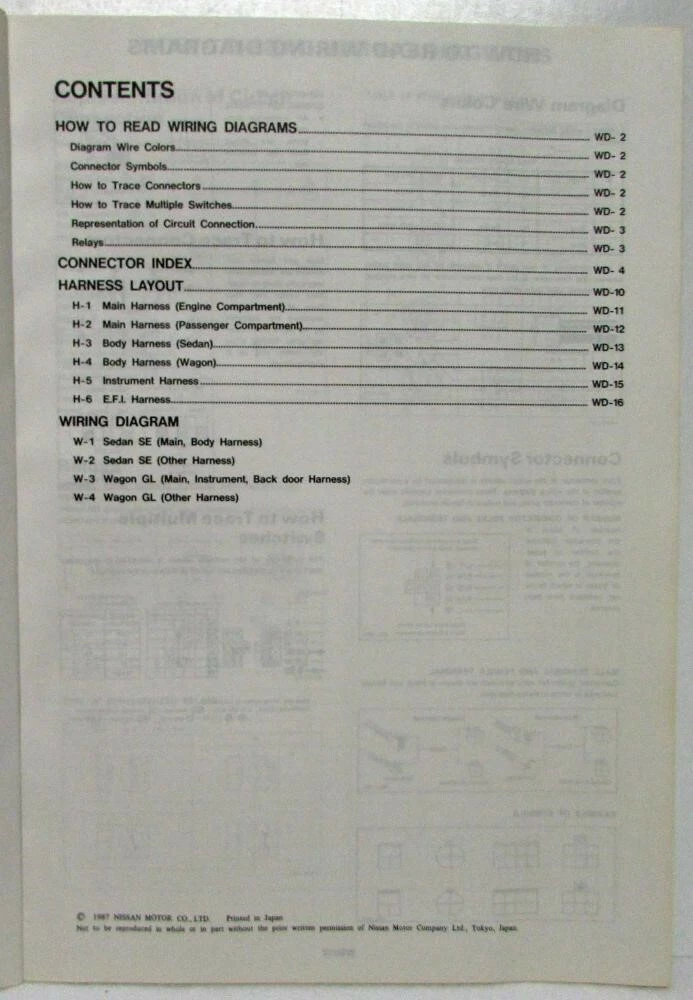 CONTENTS
HOW TO READ WIRING DIAGRAMS WD- 2
Diagram Wire Colors WD- 2
Connector Symbols WD- 2
How to Trace Connectors WD- 2
How to Trace Multiple Switches WD- 2
Representation of Circuit Connection WD- 3
Relays WD- 3
CONNECTOR INDEX WD- 4
HARNESS LAYOUT WD-10
H-1 Main Harness (Engine Compartment) WD-11
H-2 Main Harness (Passenger Compartment) WD-12
H-3 Body Harness (Sedan) WD-13
H-4 Body Harness (Wagon) WD-14
H-5 Instrument Harness WD-15
H-6 E.F.I. Harness WD-16
WIRING DIAGRAM
W-1 Sedan SE (Main, Body Harness)
W-2 Sedan SE (Other Harness)
W-3 Wagon GL (Main, Instrument, Back door Harness)
W-4 Wagon GL (Other Harness)
© 1987 NISSAN MOTOR CO., LTD. Printed in Japan
Not to be reproduced in whole or in part without the prior written permission of Nissan Motor Company Ltd., Tokyo, Japan.